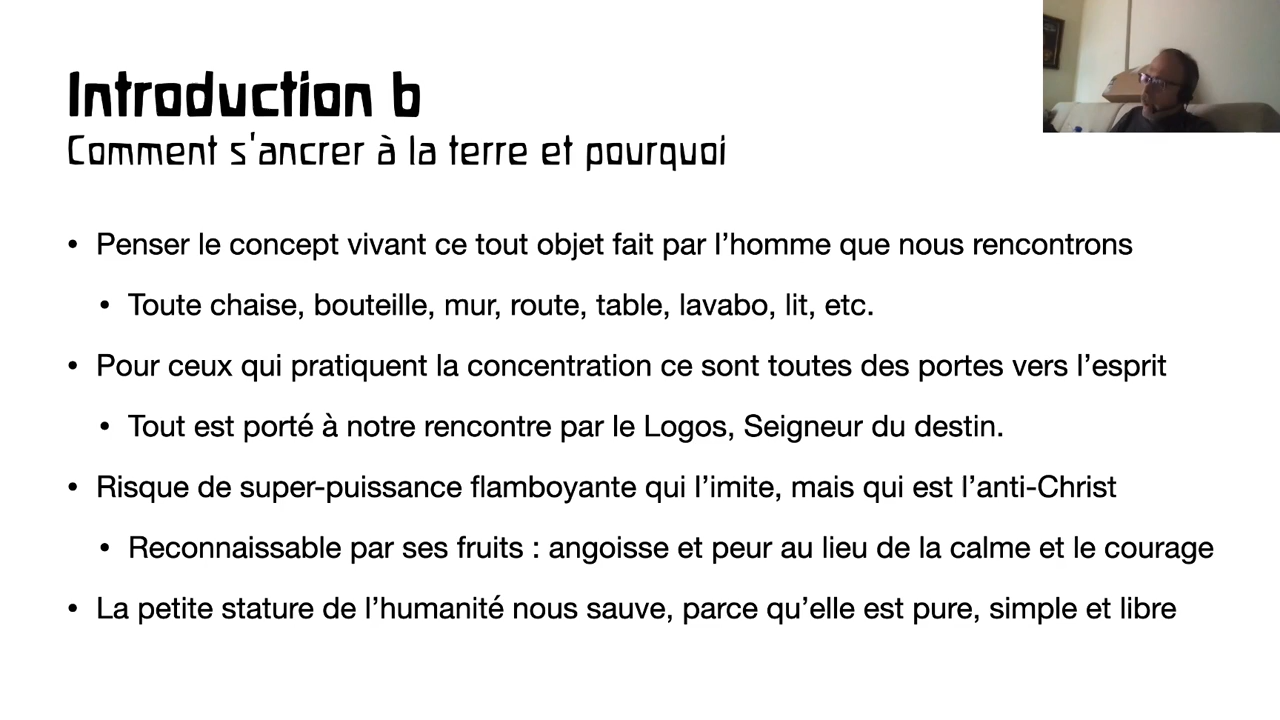 Introduction b
Comment s'ancrer à la terre et pourquoi
• Penser le concept vivant ce tout objet fait par l’homme que nous rencontrons
• Toute chaise, bouteille, mur, route, table, lavabo, lit, etc.
• Pour ceux qui pratiquent la concentration ce sont toutes des portes vers l’esprit
• Tout est porté à notre rencontre par le Logos, Seigneur du destin.
• Risque de super-puissance flamboyante qui l’imite, mais qui est l’anti-Christ
• Reconnaissable par ses fruits : angoisse et peur au lieu de la calme et le courage
• La petite stature de l’humanité nous sauve, parce qu’elle est pure, simple et libre